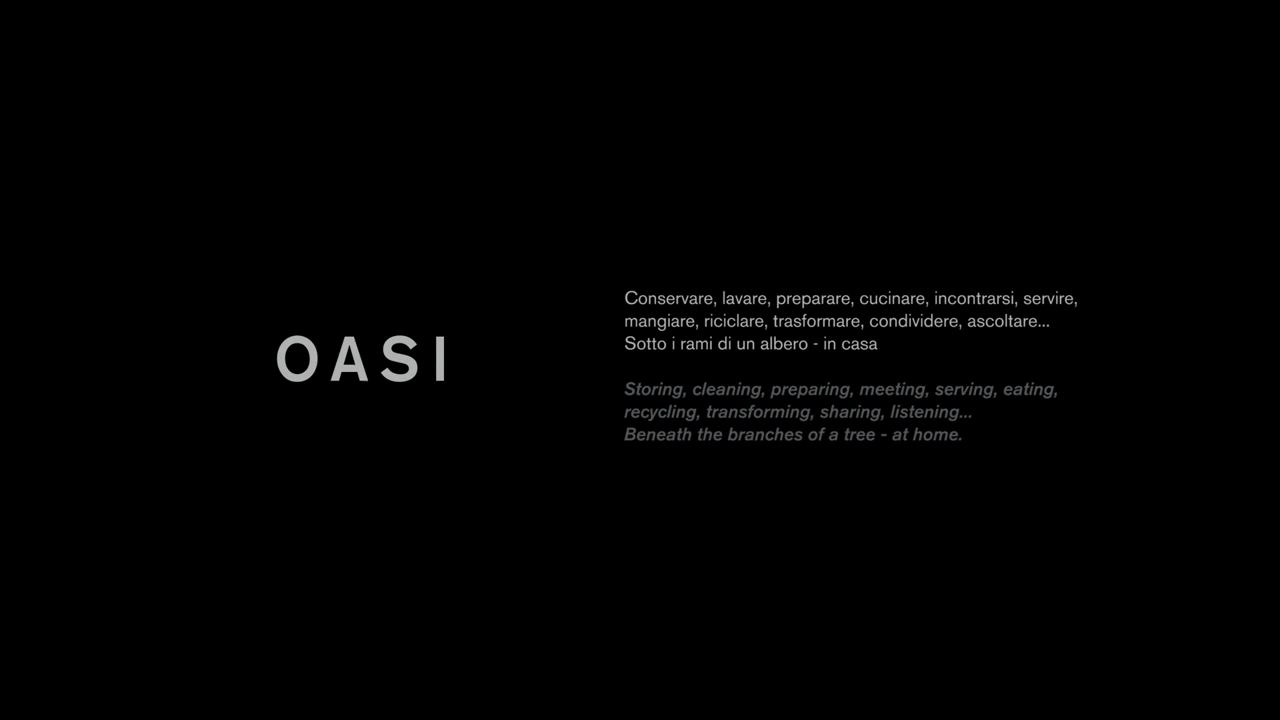 OASI
Conservare, lavare, preparare, cucinare, incontrarsi, servire,
mangiare, riciclare, trasformare, condividere, ascoltare...
Sotto i rami di un albero - in casa
Storing, cleaning, preparing, meeting, serving, eating,
recycling, transforming, sharing, listening...
Beneath the branches of a tree - at home.